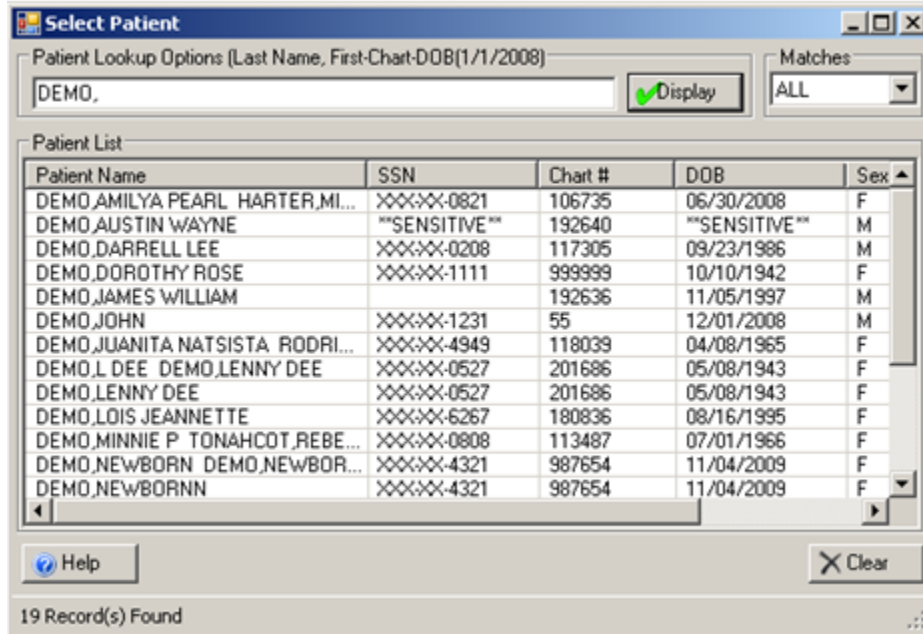 Select Patient
Patient Lookup Options (Last Name, First-Chart-DOB(1/1/2008) Matches
DEMO, Display ALL
Patient List
Patient Name SSN Chart # DOB Sex
DEMO,AMILYA PEARL HARTER,MI... XXX-XX-0821 106735 06/30/2008 F
DEMO,AUSTIN WAYNE **SENSITIVE** 192640 **SENSITIVE** M
DEMO,DARRELL LEE XXX-XX-0208 117305 09/23/1986 M
DEMO,DOROTHY ROSE XXX-XX-1111 999999 10/10/1942 F
DEMO,JAMES WILLIAM 192636 11/05/1997 M
DEMO,JOHN XXX-XX-1231 55 12/01/2008 M
DEMO,JUANITA NATSISTA RODRI... XXX-XX-4949 118039 04/08/1965 F
DEMO,L DEE DEMO,LENNY DEE XXX-XX-0527 201686 05/08/1943 F
DEMO,LENNY DEE XXX-XX-0527 201686 05/08/1943 F
DEMO,LOIS JEANNETTE XXX-XX-6267 180836 08/16/1995 F
DEMO,MINNIE P TONAHCOT,REBE... XXX-XX-0808 113487 07/01/1966 F
DEMO,NEWBORN DEMO,NEWBOR... XXX-XX-4321 987654 11/04/2009 F
DEMO,NEWBORNN XXX-XX-4321 987654 11/04/2009 F
Help Clear
19 Record(s) Found